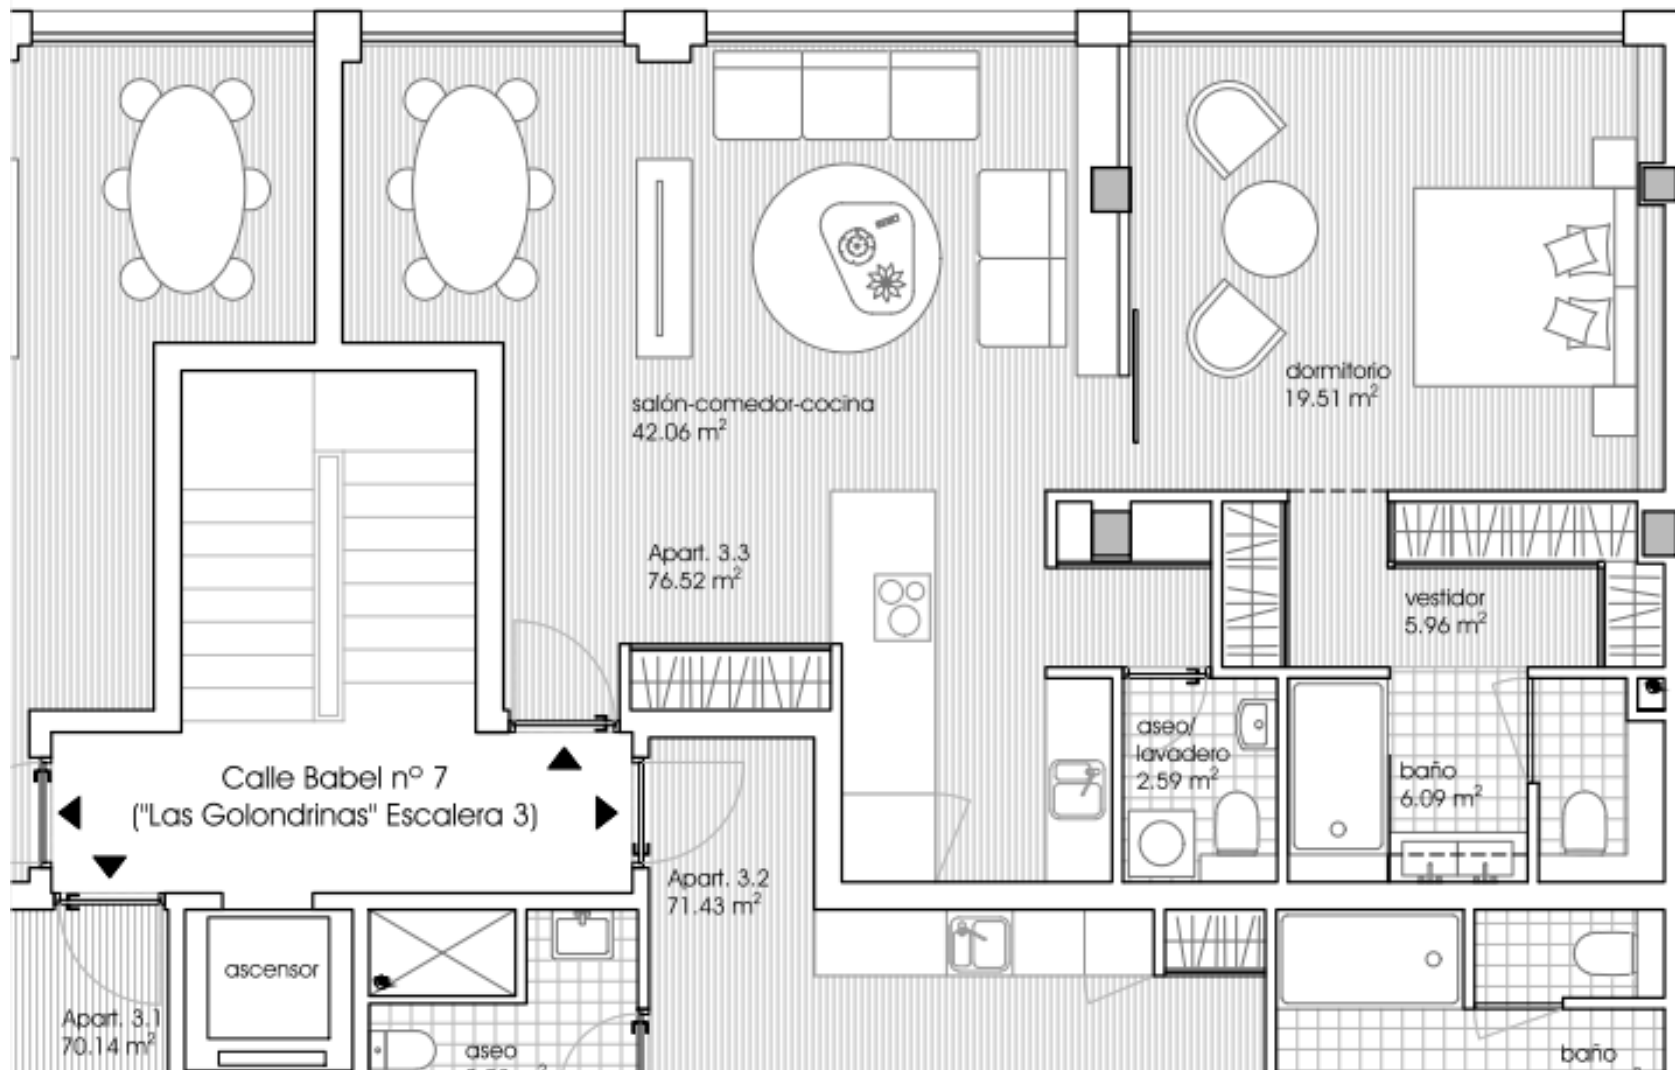 dormitorio
19.51 m²
salón-comedor-cocina
42.06 m²
Apart. 3.3
76.52 m²
vestidor
5.96 m²
aseo/
lavadero
2.59 m²
baño
6.09 m²
Calle Babel nº 7
("Las Golondrinas" Escalera 3)
Apart. 3.2
71.43 m²
ascensor
Apart. 3.1
70.14 m²
aseo
baño